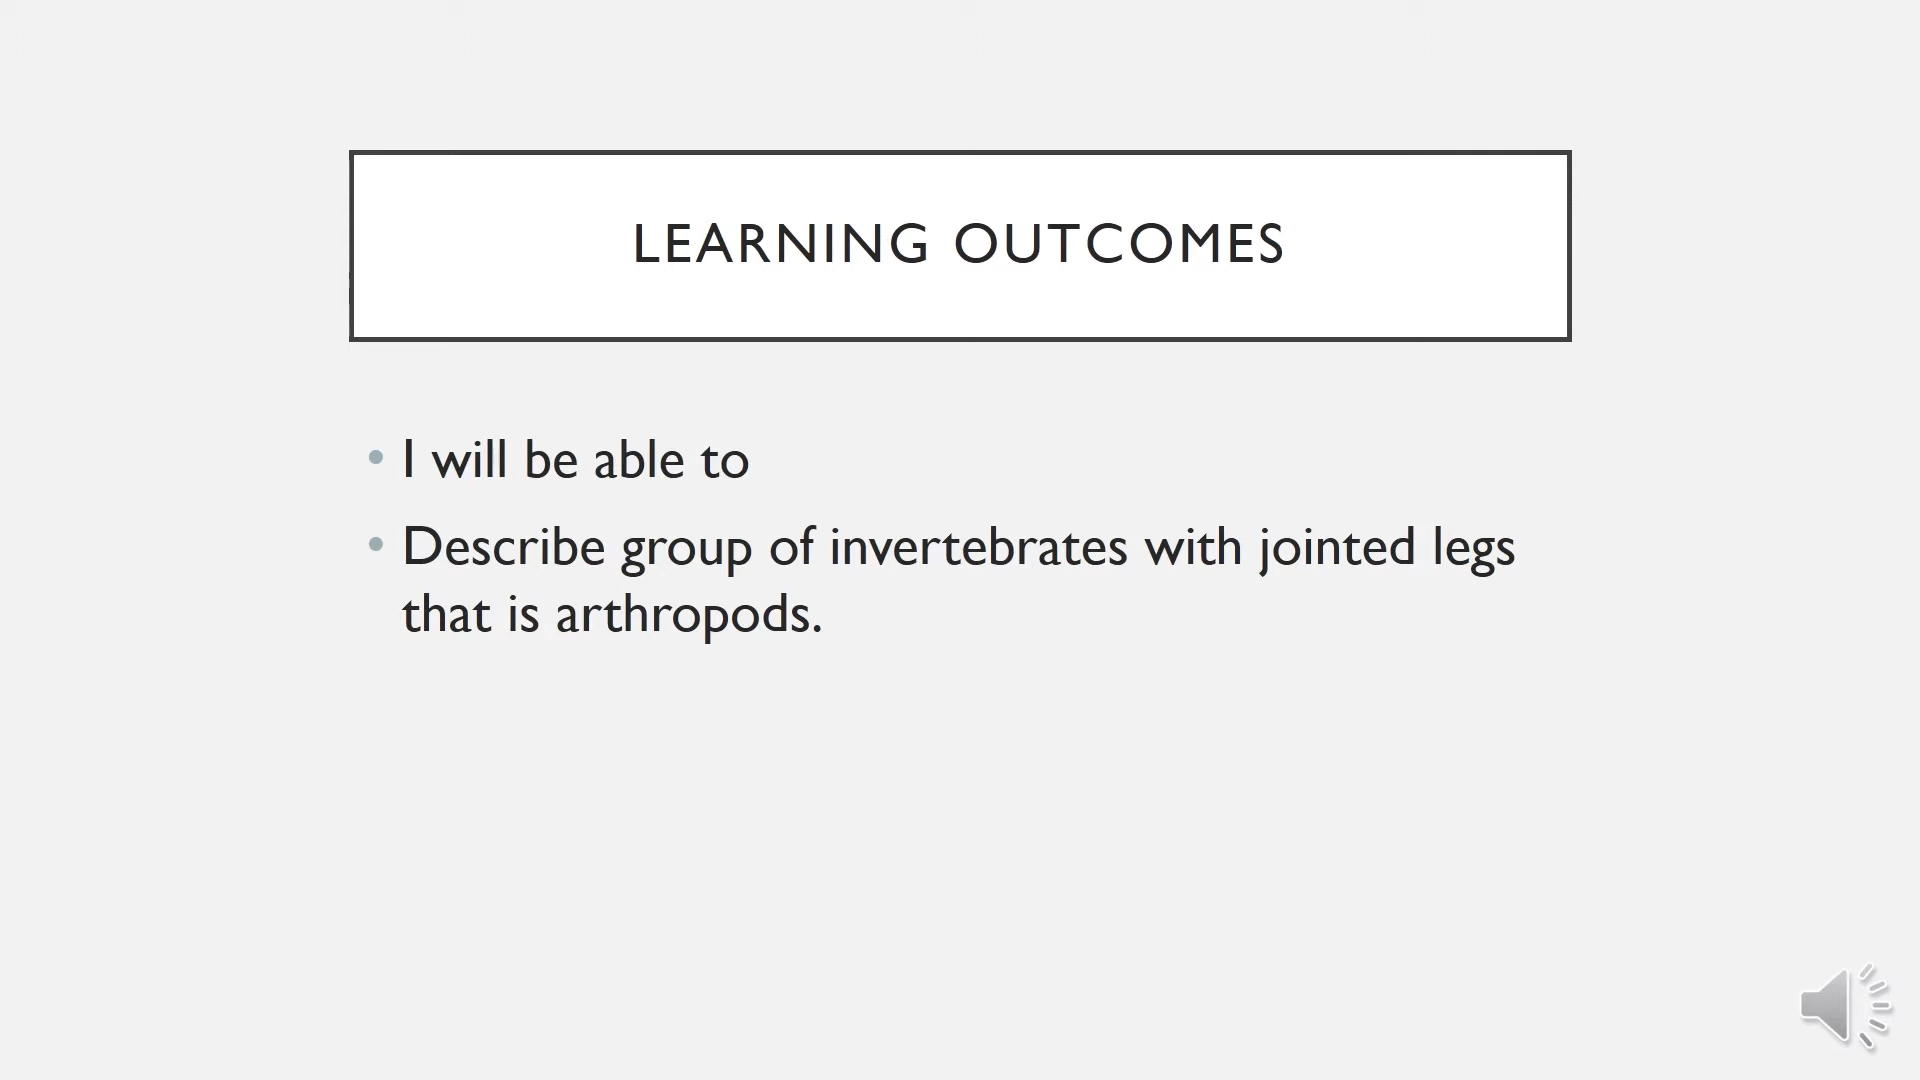 LEARNING OUTCOMES
• I will be able to
• Describe group of invertebrates with jointed legs
that is arthropods.